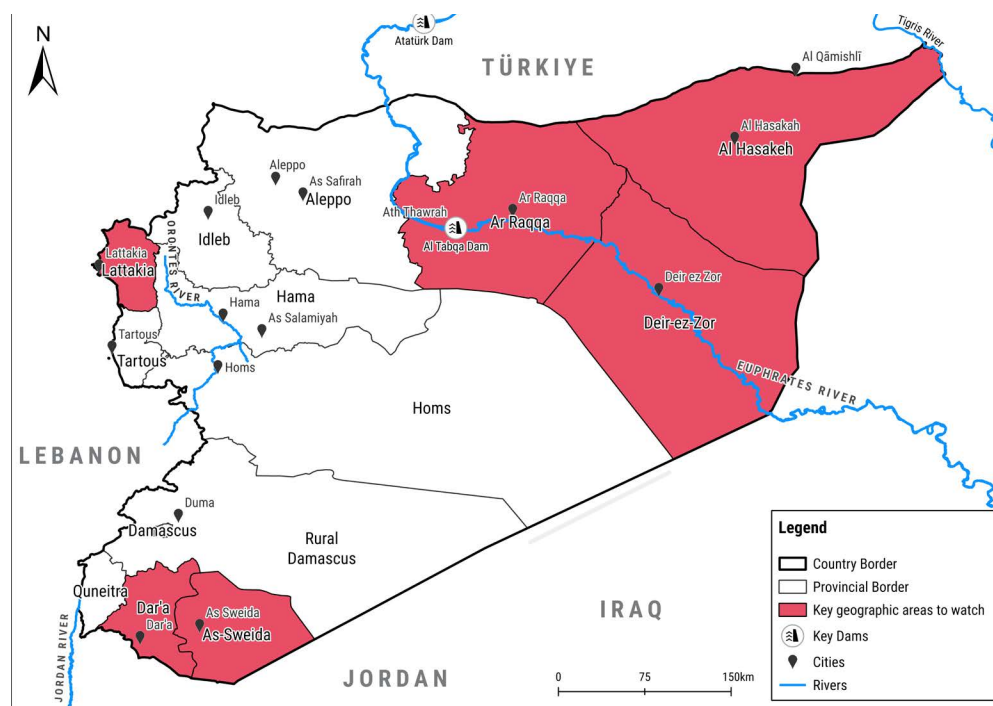 N
Atatürk Dam
TÜRKIYE
Tigris River
Al Qāmishlī
Al Hasakah
Al Hasakeh
Aleppo
As Safirah
Aleppo
Idleb
Idleb
Ath Thawrah
Ar Raqqa
Ar Raqqa
Al Tabqa Dam
ORONTES RIVER
Lattakia
Lattakia
Deir ez Zor
Deir-ez-Zor
Hama
Hama
As Salamiyah
Tartous
Tartous
Homs
EUPHRATES RIVER
Homs
LEBANON
Duma
Damascus
Rural
Damascus
Quneitra
Dar'a
Dar'a
As Sweida
As-Sweida
IRAQ
JORDAN
JORDAN RIVER
0 75 150km
Legend
Country Border
Provincial Border
Key geographic areas to watch
Key Dams
Cities
Rivers